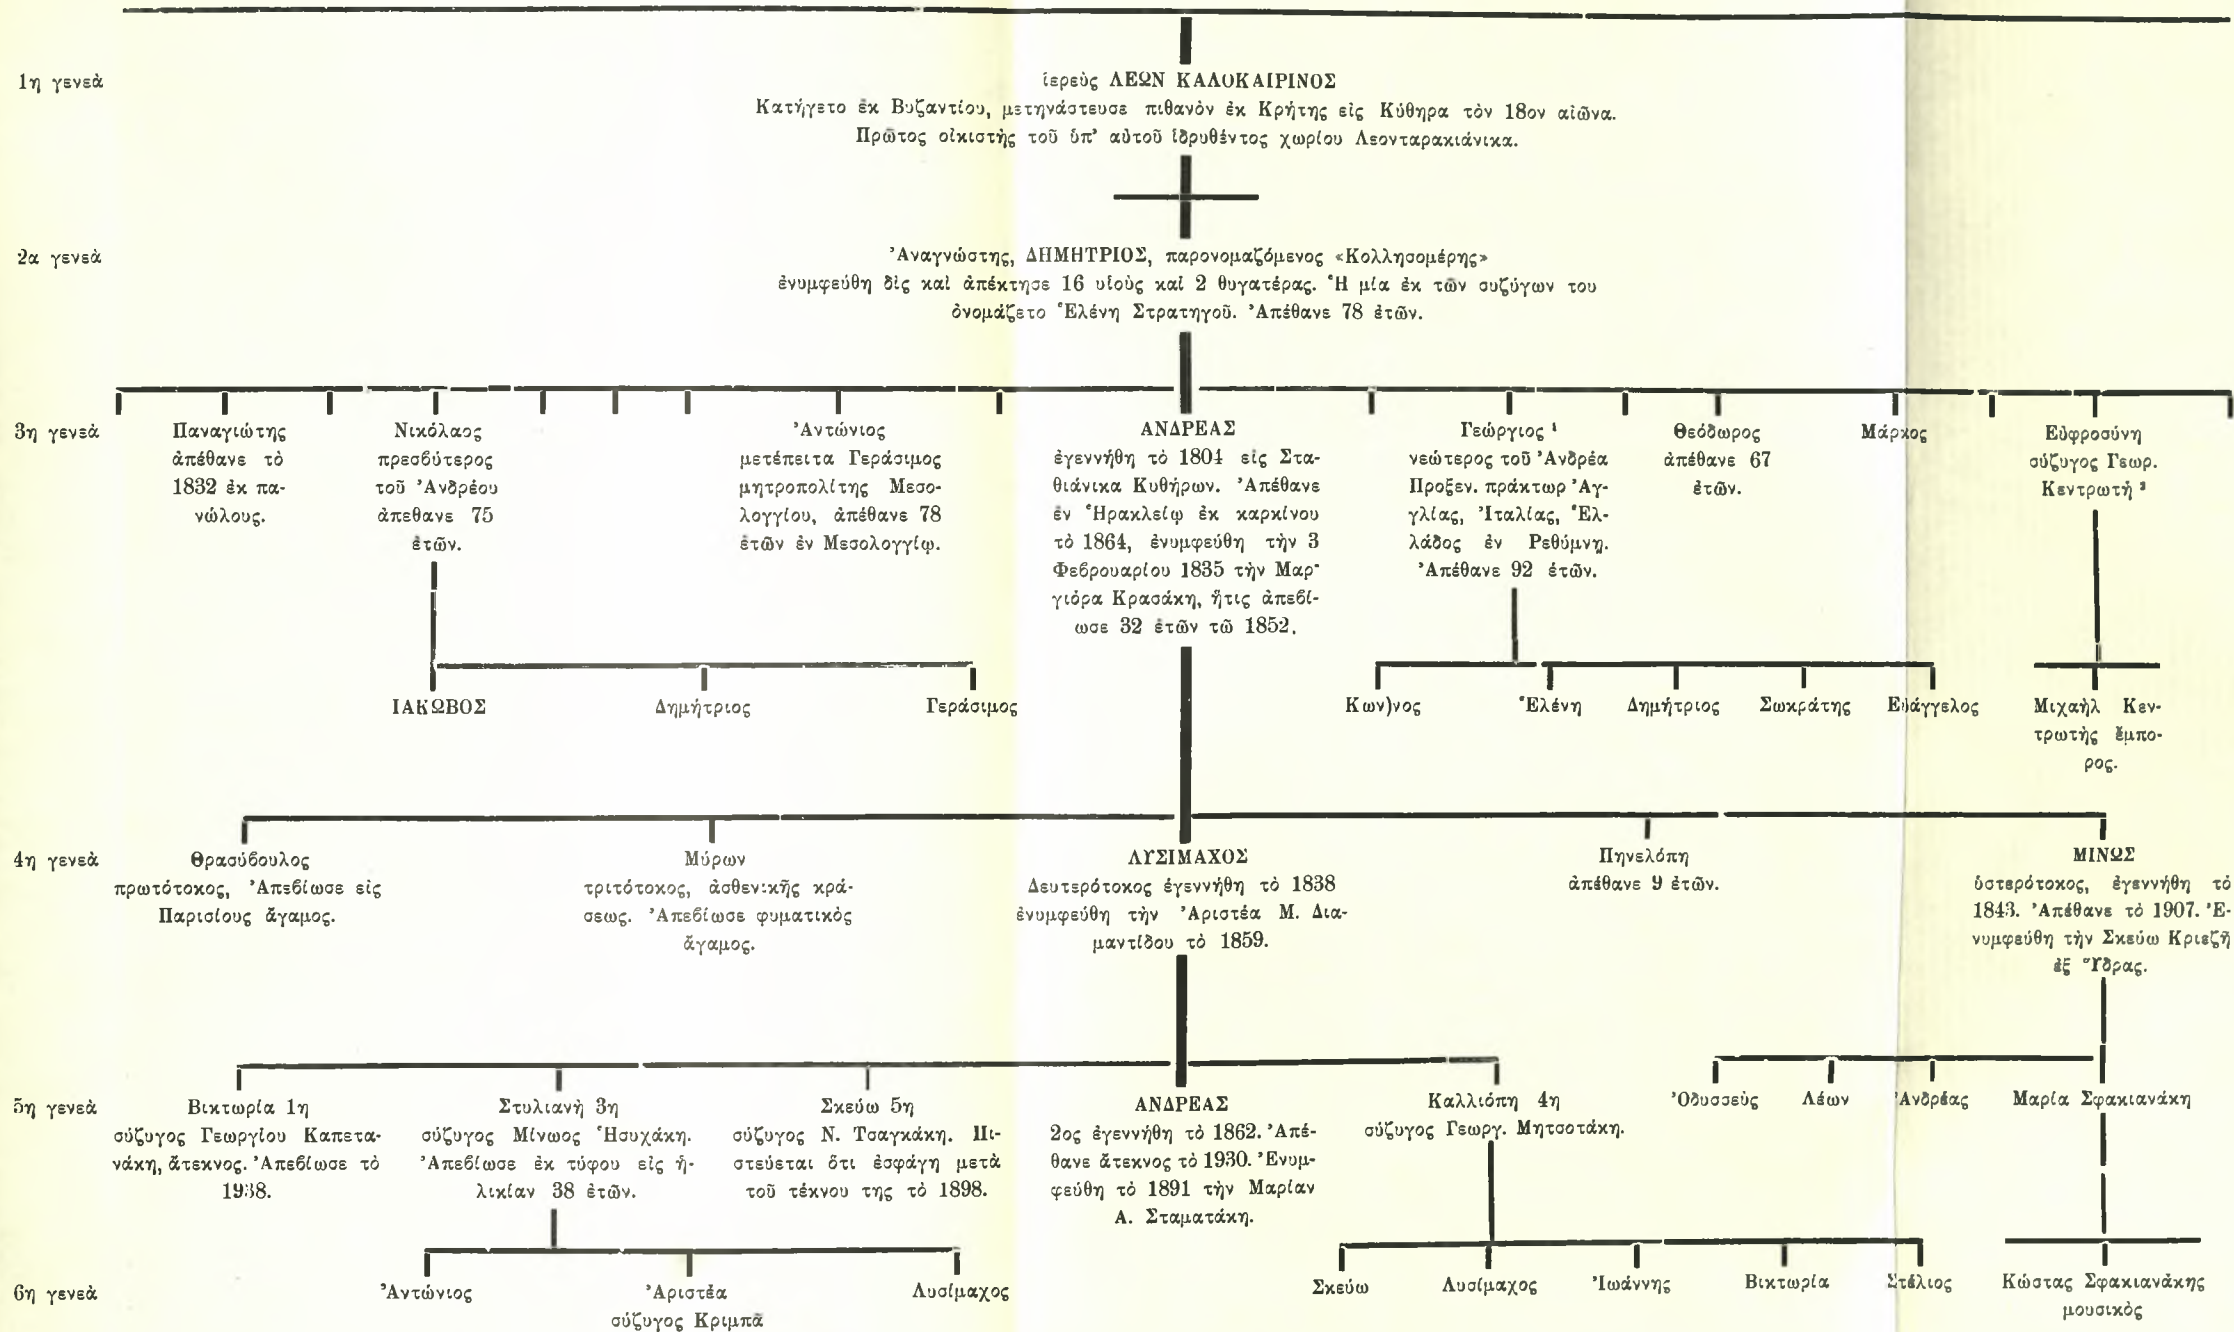 1η γενεὰ
ἱερεὺς ΛΕΩΝ ΚΑΛΟΚΑΙΡΙΝΟΣ
Κατήγετο ἐκ Βυζαντίου, μετηνάστευσε πιθανὸν ἐκ Κρήτης εἰς Κύθηρα τὸν 18ον αἰῶνα.
Πρῶτος οἰκιστὴς τοῦ ὑπ' αὐτοῦ ἱδρυθέντος χωρίου Λεονταρακιάνικα.
2α γενεὰ
Ἀναγνώστης, ΔΗΜΗΤΡΙΟΣ, παρονομαζόμενος «Κολλησομέρης»
ἐνυμφεύθη δὶς καὶ ἀπέκτησε 16 υἱοὺς καὶ 2 θυγατέρας. Ἡ μία ἐκ τῶν συζύγων του
ὀνομάζετο Ἑλένη Στρατηγοῦ. Ἀπέθανε 78 ἐτῶν.
3η γενεὰ
Παναγιώτης
ἀπέθανε τὸ
1832 ἐκ πα-
νώλους.
Νικόλαος
πρεσβύτερος
τοῦ Ἀνδρέου
ἀπεθανε 75
ἐτῶν.
Ἀντώνιος
μετέπειτα Γεράσιμος
μητροπολίτης Μεσο-
λογγίου, ἀπέθανε 78
ἐτῶν ἐν Μεσολογγίῳ.
ΑΝΔΡΕΑΣ
ἐγεννήθη τὸ 1804 εἰς Στα-
θιάνικα Κυθήρων. Ἀπέθανε
ἐν Ἡρακλείῳ ἐκ καρκίνου
τὸ 1864, ἐνυμφεύθη τὴν 3
Φεβρουαρίου 1835 τὴν Μαρ-
γιόρα Κρασάκη, ἥτις ἀπεβί-
ωσε 32 ἐτῶν τῶ 1852.
Γεώργιος ¹
νεώτερος τοῦ Ἀνδρέα
Προξεν. πράκτωρ Ἀγ-
γλίας, Ἰταλίας, Ἑλ-
λάδος ἐν Ρεθύμνῃ.
Ἀπέθανε 92 ἐτῶν.
Θεόδωρος
ἀπέθανε 67
ἐτῶν.
Μάρκος
Εὐφροσύνη
σύζυγος Γεωρ.
Κεντρωτῆ ²
ΙΑΚΩΒΟΣ
Δημήτριος
Γεράσιμος
Κων)νος
Ἑλένη
Δημήτριος
Σωκράτης
Εὐάγγελος
Μιχαὴλ Κεν-
τρωτὴς ἔμπο-
ρος.
4η γενεὰ
Θρασύβουλος
πρωτότοκος, Ἀπεβίωσε εἰς
Παρισίους ἄγαμος.
Μύρων
τριτότοκος, ἀσθενικῆς κρά-
σεως. Ἀπεβίωσε φυματικὸς
ἄγαμος.
ΛΥΣΙΜΑΧΟΣ
Δευτερότοκος ἐγεννήθη τὸ 1838
ἐνυμφεύθη τὴν Ἀριστέα Μ. Δια-
μαντίδου τὸ 1859.
Πηνελόπη
ἀπέθανε 9 ἐτῶν.
ΜΙΝΩΣ
ὑστερότοκος, ἐγεννήθη τὸ
1843. Ἀπέθανε τὸ 1907. Ἐ-
νυμφεύθη τὴν Σκεύω Κριεζῆ
ἐξ Ὕδρας.
5η γενεὰ
Βικτωρία 1η
σύζυγος Γεωργίου Καπετα-
νάκη, ἄτεκνος. Ἀπεβίωσε τὸ
1938.
Στυλιανὴ 3η
σύζυγος Μίνωος Ἡσυχάκη.
Ἀπεβίωσε ἐκ τύφου εἰς ἡ-
λικίαν 38 ἐτῶν.
Σκεύω 5η
σύζυγος Ν. Τσαγκάκη. Πι-
στεύεται ὅτι ἐσφάγη μετὰ
τοῦ τέκνου της τὸ 1898.
ΑΝΔΡΕΑΣ
2ος ἐγεννήθη τὸ 1862. Ἀπέ-
θανε ἄτεκνος τὸ 1930. Ἐνυμ-
φεύθη τὸ 1891 τὴν Μαρίαν
Α. Σταματάκη.
Καλλιόπη 4η
σύζυγος Γεωργ. Μητσοτάκη.
Ὀδυσσεὺς
Λέων
Ἀνδρέας
Μαρία Σφακιανάκη
6η γενεὰ
Ἀντώνιος
Ἀριστέα
σύζυγος Κριμπᾶ
Λυσίμαχος
Σκεύω
Λυσίμαχος
Ἰωάννης
Βικτωρία
Στέλιος
Κώστας Σφακιανάκης
μουσικὸς